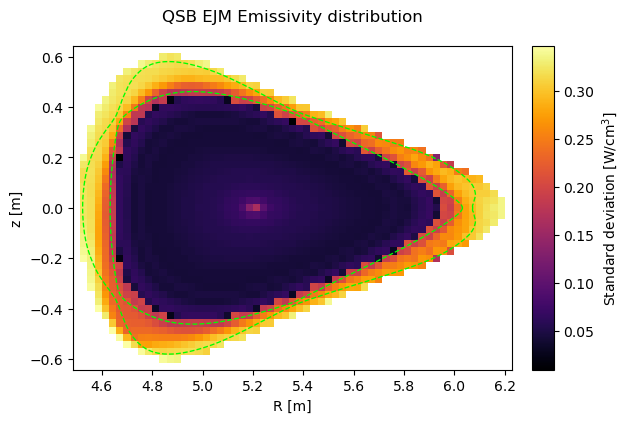 QSB EJM Emissivity distribution
0.6
0.4
0.2
0.0
−0.2
−0.4
−0.6
z [m]
4.6 4.8 5.0 5.2 5.4 5.6 5.8 6.0 6.2
R [m]
0.30
0.25
0.20
0.15
0.10
0.05
Standard deviation [W/cm³]